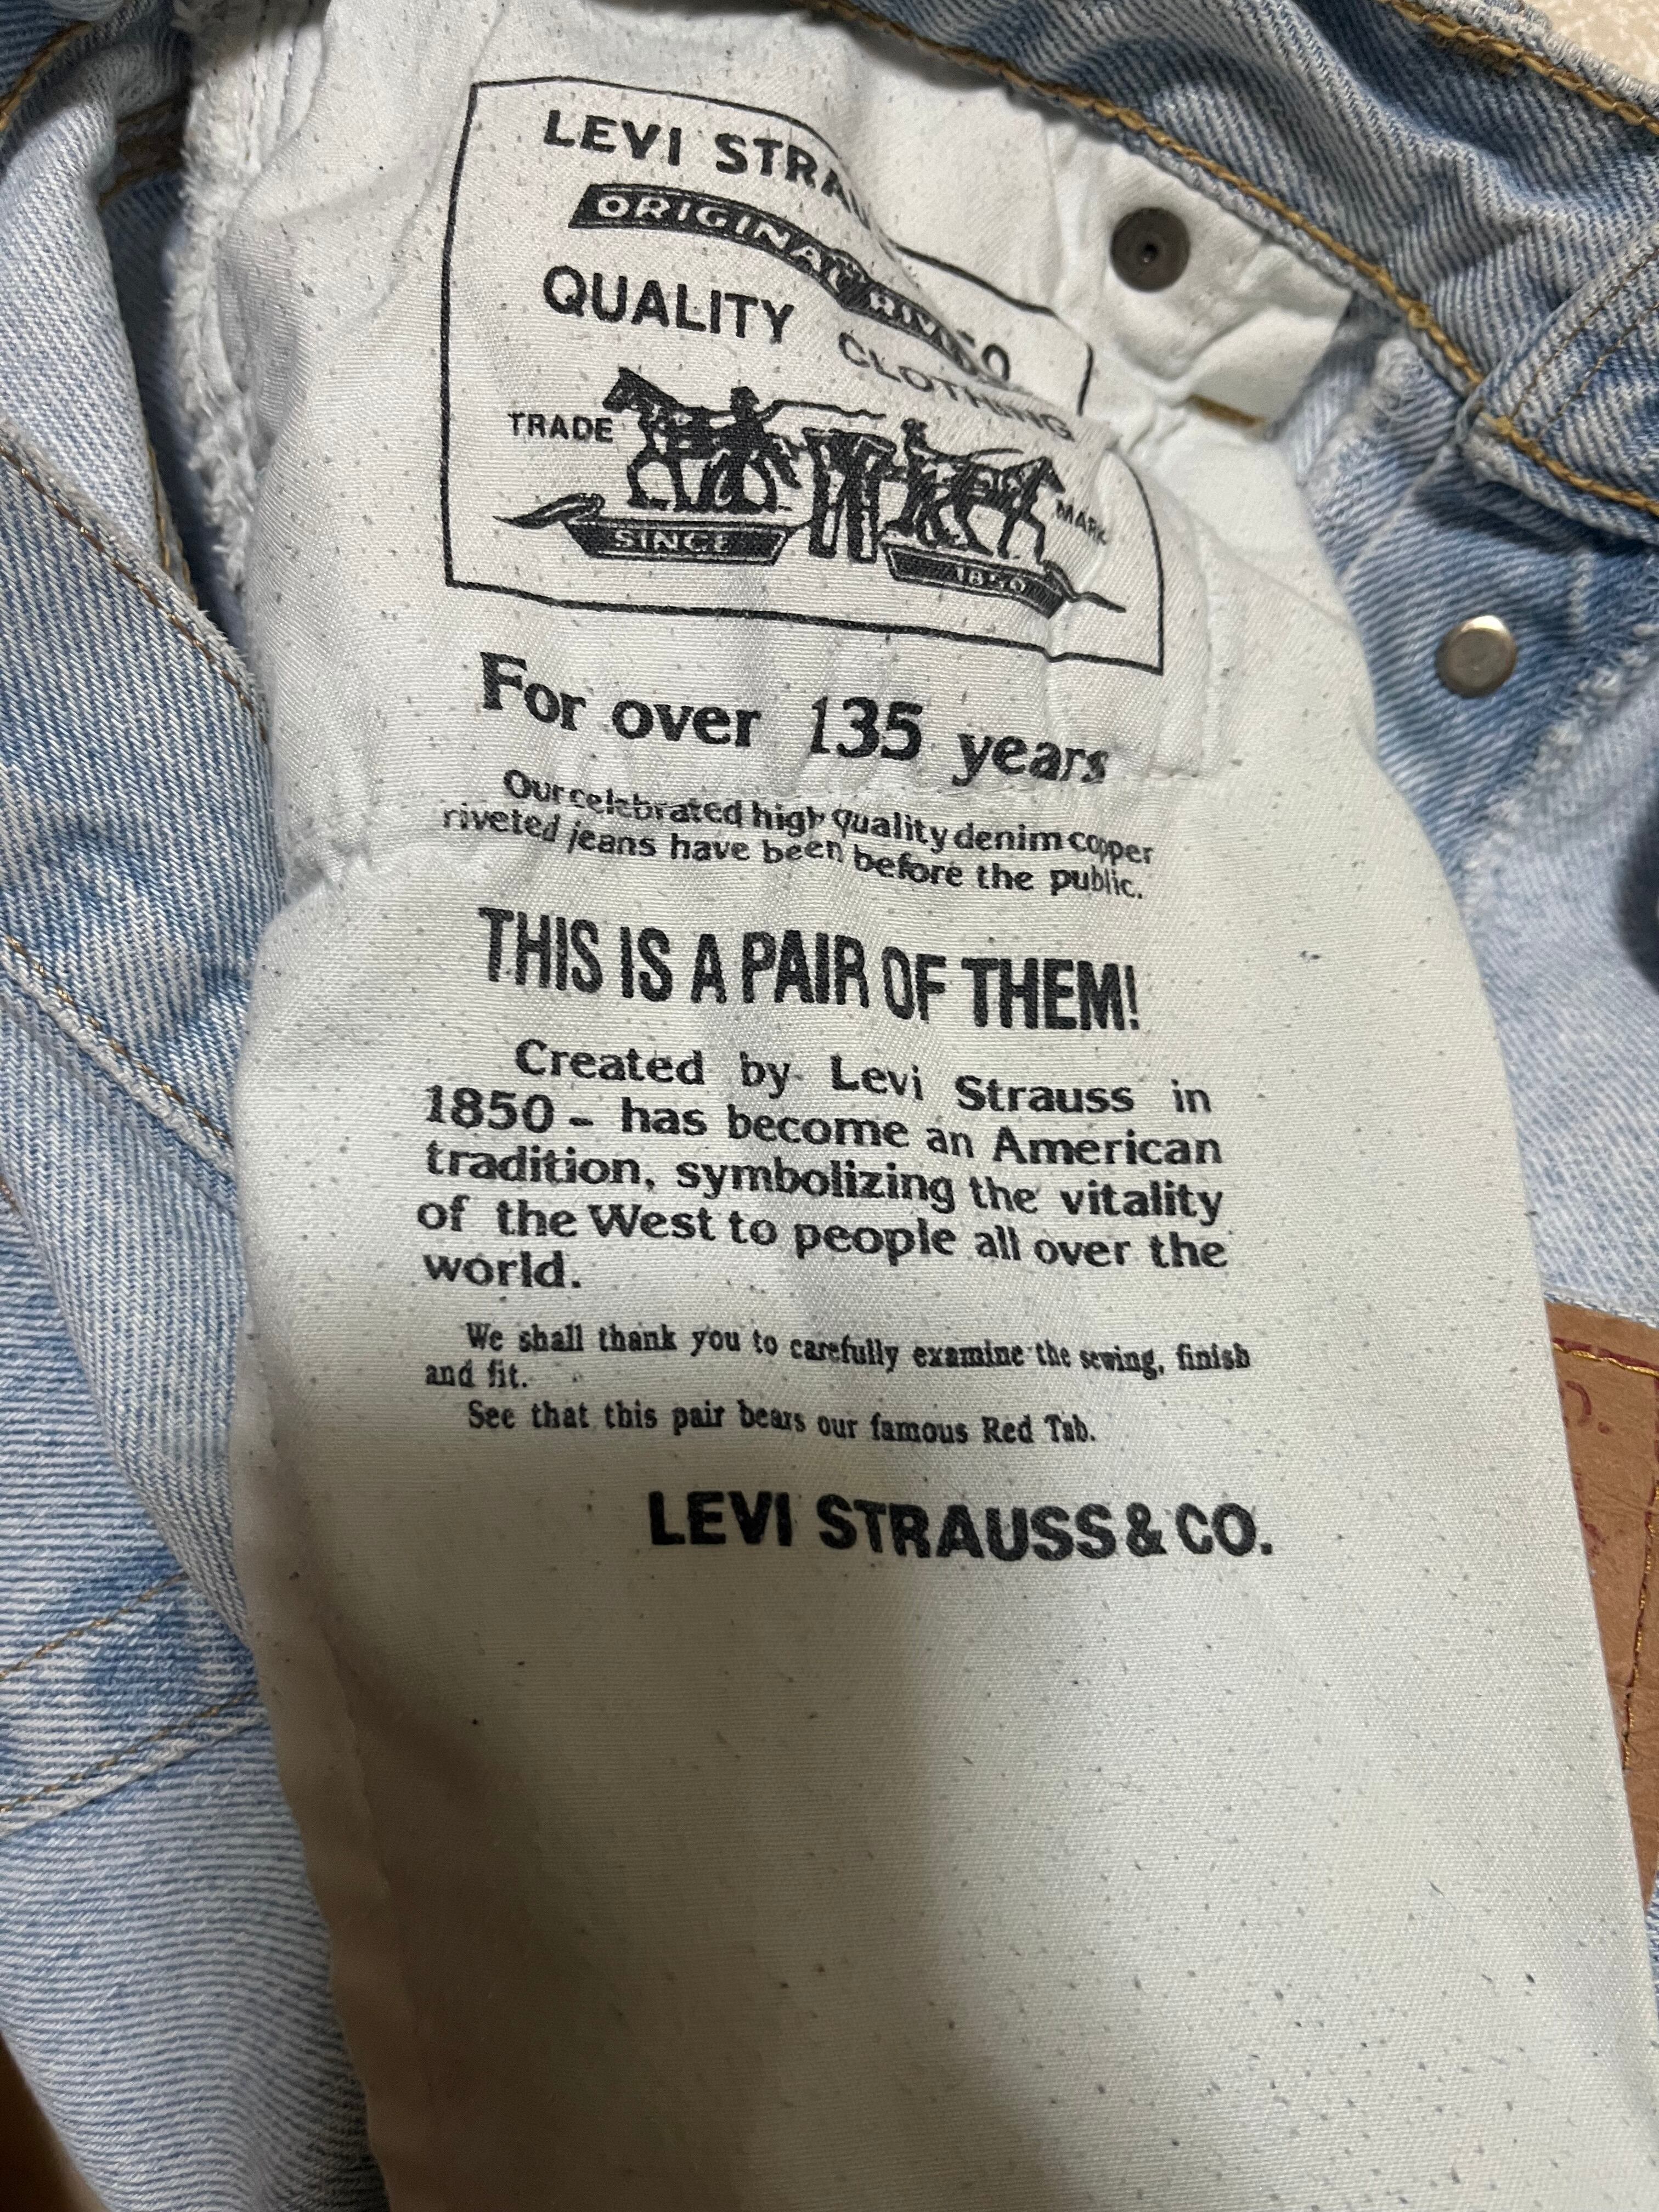 LEVI STRAU
ORIGINAL RIV
QUALITY CLOTHING
TRADE MARK
SINCE 1850
For over 135 years
Our celebrated high quality denim copper
riveted jeans have been before the public.
THIS IS A PAIR OF THEM!
Created by Levi Strauss in
1850 - has become an American
tradition, symbolizing the vitality
of the West to people all over the
world.
We shall thank you to carefully examine the sewing, finish
and fit.
See that this pair bears our famous Red Tab.
LEVI STRAUSS & CO.